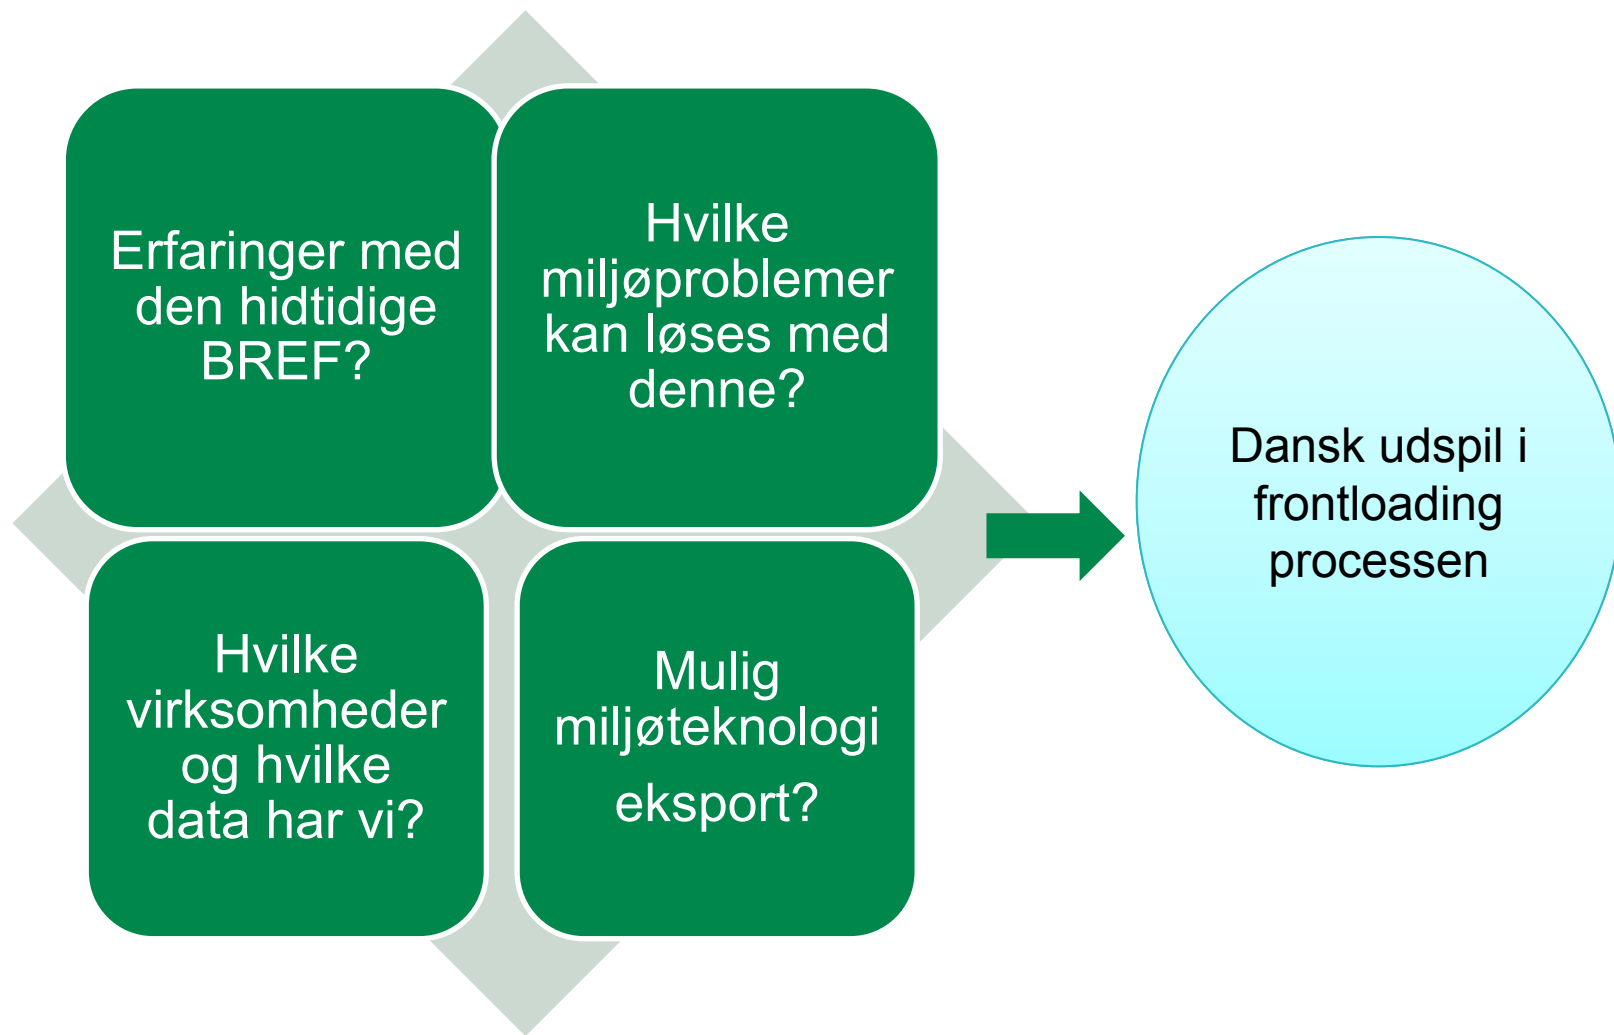 Erfaringer med
den hidtidige
BREF?
Hvilke
miljøproblemer
kan løses med
denne?
Hvilke
virksomheder
og hvilke
data har vi?
Mulig
miljøteknologi
eksport?
Dansk udspil i
frontloading
processen